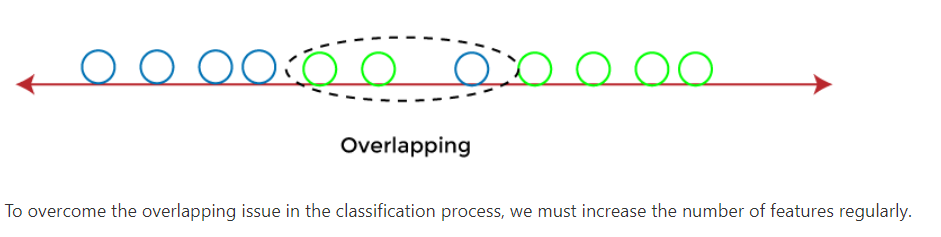 Overlapping
To overcome the overlapping issue in the classification process, we must increase the number of features regularly.